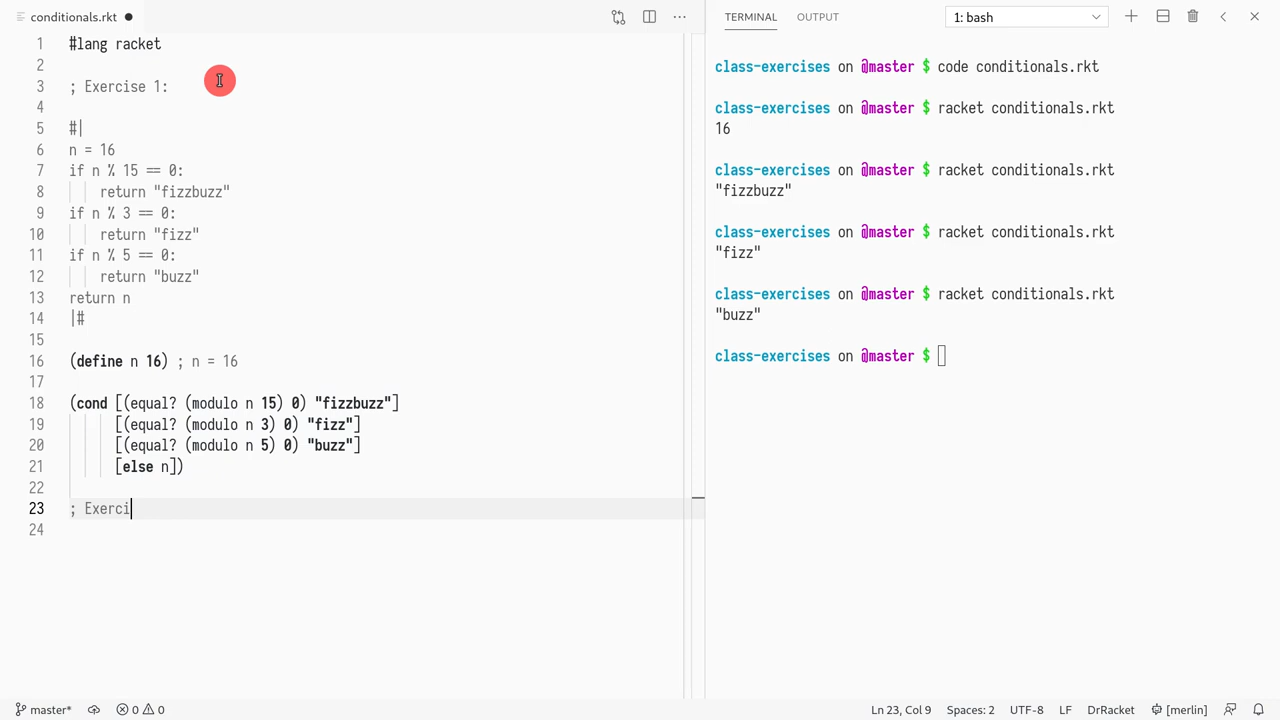 conditionals.rkt
1 #lang racket
2
3 ; Exercise 1:
4
5 #|
6 n = 16
7 if n % 15 == 0:
8 return "fizzbuzz"
9 if n % 3 == 0:
10 return "fizz"
11 if n % 5 == 0:
12 return "buzz"
13 return n
14 |#
15
16 (define n 16) ; n = 16
17
18 (cond [(equal? (modulo n 15) 0) "fizzbuzz"]
19 [(equal? (modulo n 3) 0) "fizz"]
20 [(equal? (modulo n 5) 0) "buzz"]
21 [else n])
22
23 ; Exerci
24
TERMINAL OUTPUT 1: bash
class-exercises on @master $ code conditionals.rkt
class-exercises on @master $ racket conditionals.rkt
16
class-exercises on @master $ racket conditionals.rkt
"fizzbuzz"
class-exercises on @master $ racket conditionals.rkt
"fizz"
class-exercises on @master $ racket conditionals.rkt
"buzz"
class-exercises on @master $
master* 0 0 Ln 23, Col 9 Spaces: 2 UTF-8 LF DrRacket [merlin]